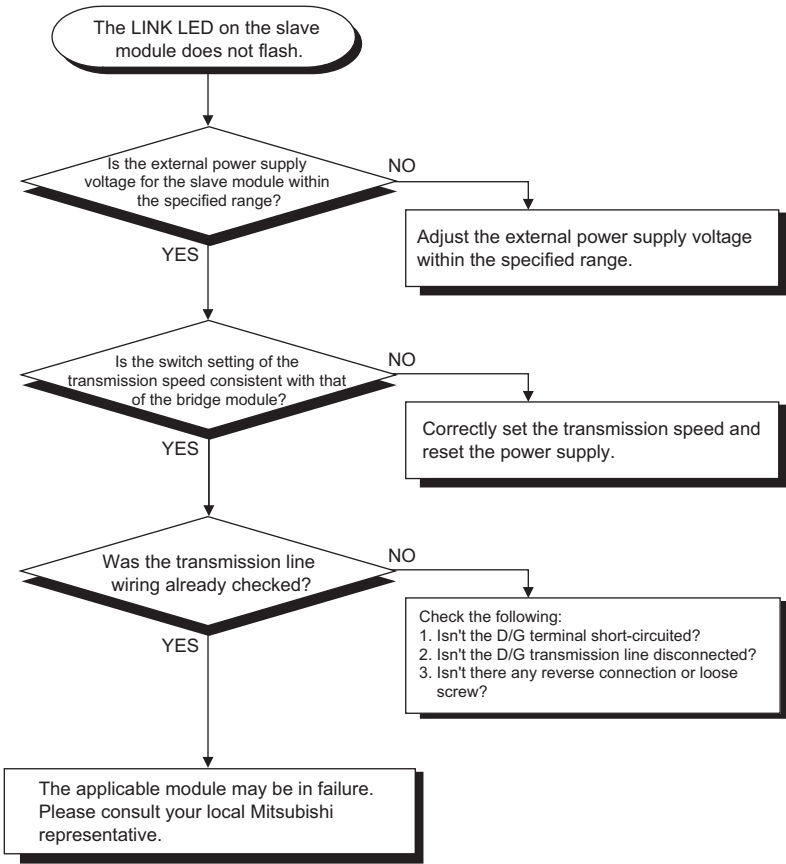 The LINK LED on the slave
module does not flash.
Is the external power supply
voltage for the slave module within
the specified range?
NO
Adjust the external power supply voltage
within the specified range.
YES
Is the switch setting of the
transmission speed consistent with that
of the bridge module?
NO
Correctly set the transmission speed and
reset the power supply.
YES
Was the transmission line
wiring already checked?
NO
Check the following:
1. Isn't the D/G terminal short-circuited?
2. Isn't the D/G transmission line disconnected?
3. Isn't there any reverse connection or loose
screw?
YES
The applicable module may be in failure.
Please consult your local Mitsubishi
representative.